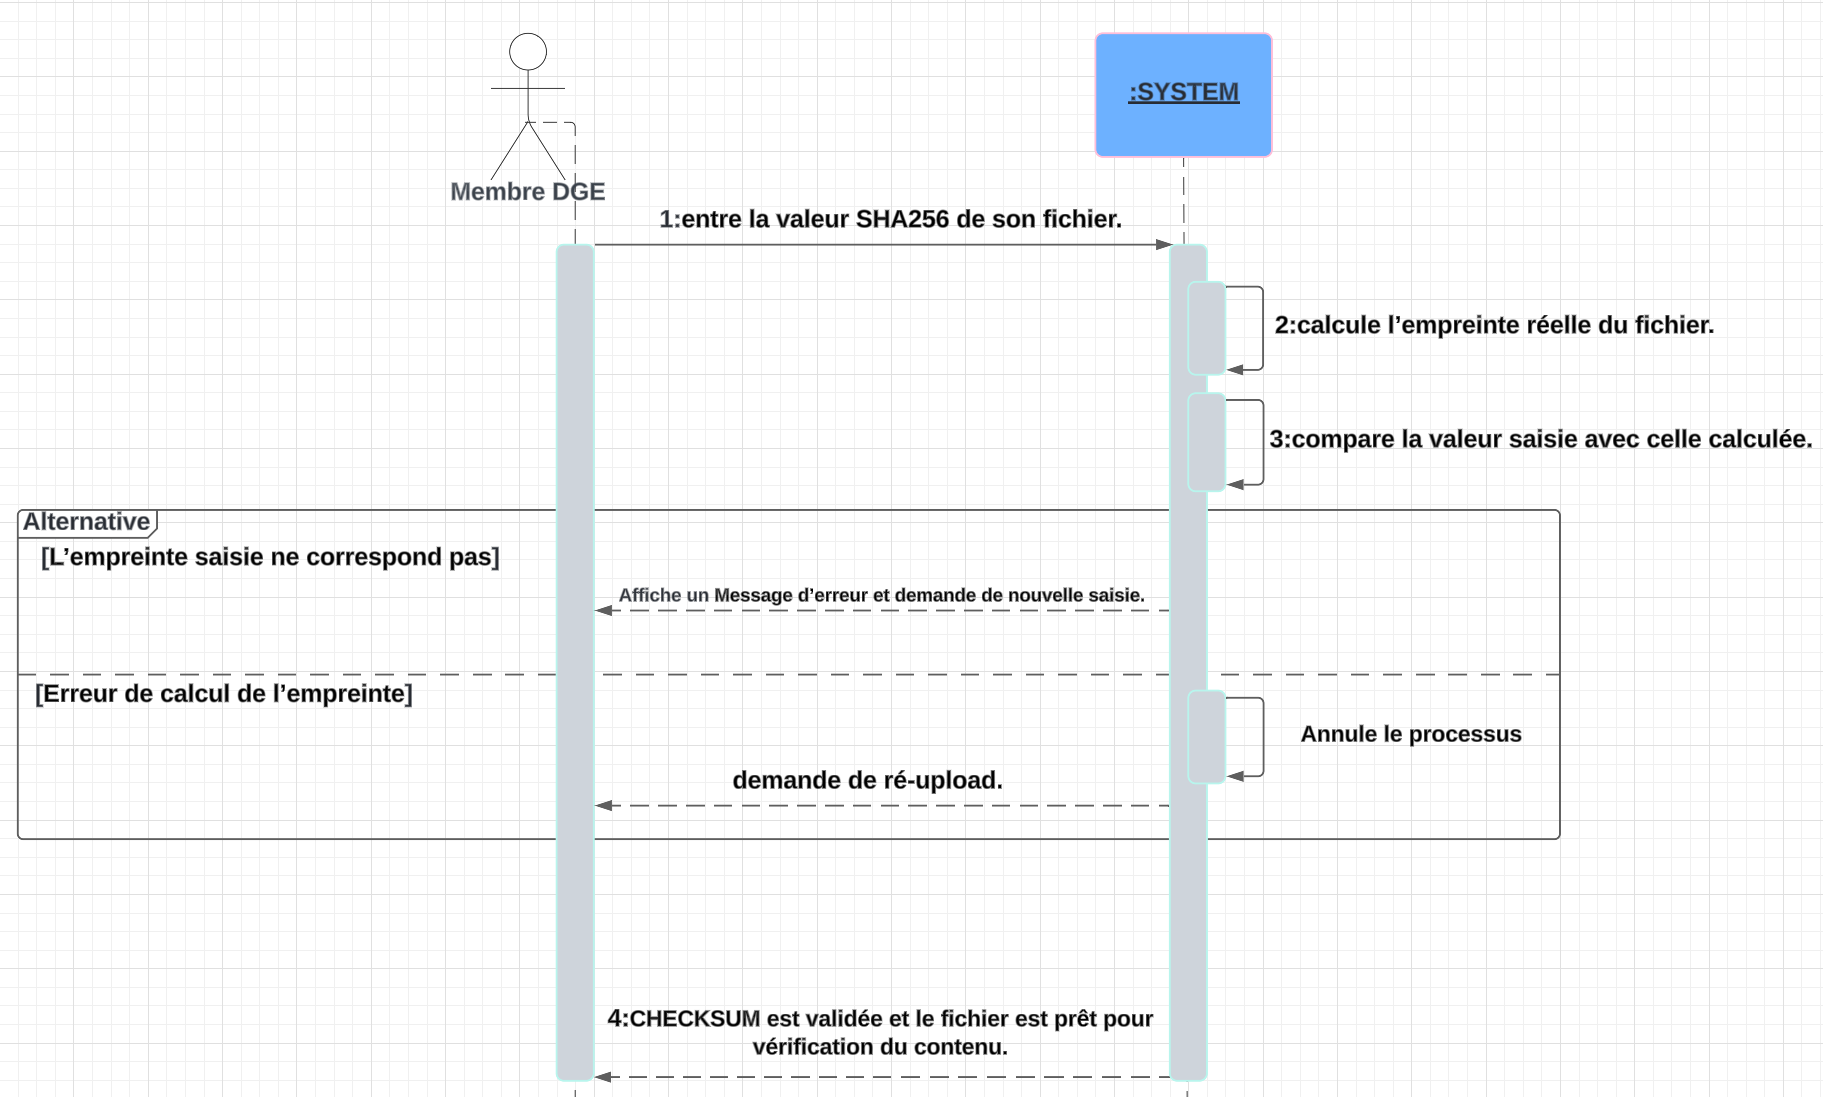 :SYSTEM
Membre DGE
1:entre la valeur SHA256 de son fichier.
2:calcule l’empreinte réelle du fichier.
3:compare la valeur saisie avec celle calculée.
Alternative
[L’empreinte saisie ne correspond pas]
Affiche un Message d’erreur et demande de nouvelle saisie.
[Erreur de calcul de l’empreinte]
Annule le processus
demande de ré-upload.
4:CHECKSUM est validée et le fichier est prêt pour
vérification du contenu.